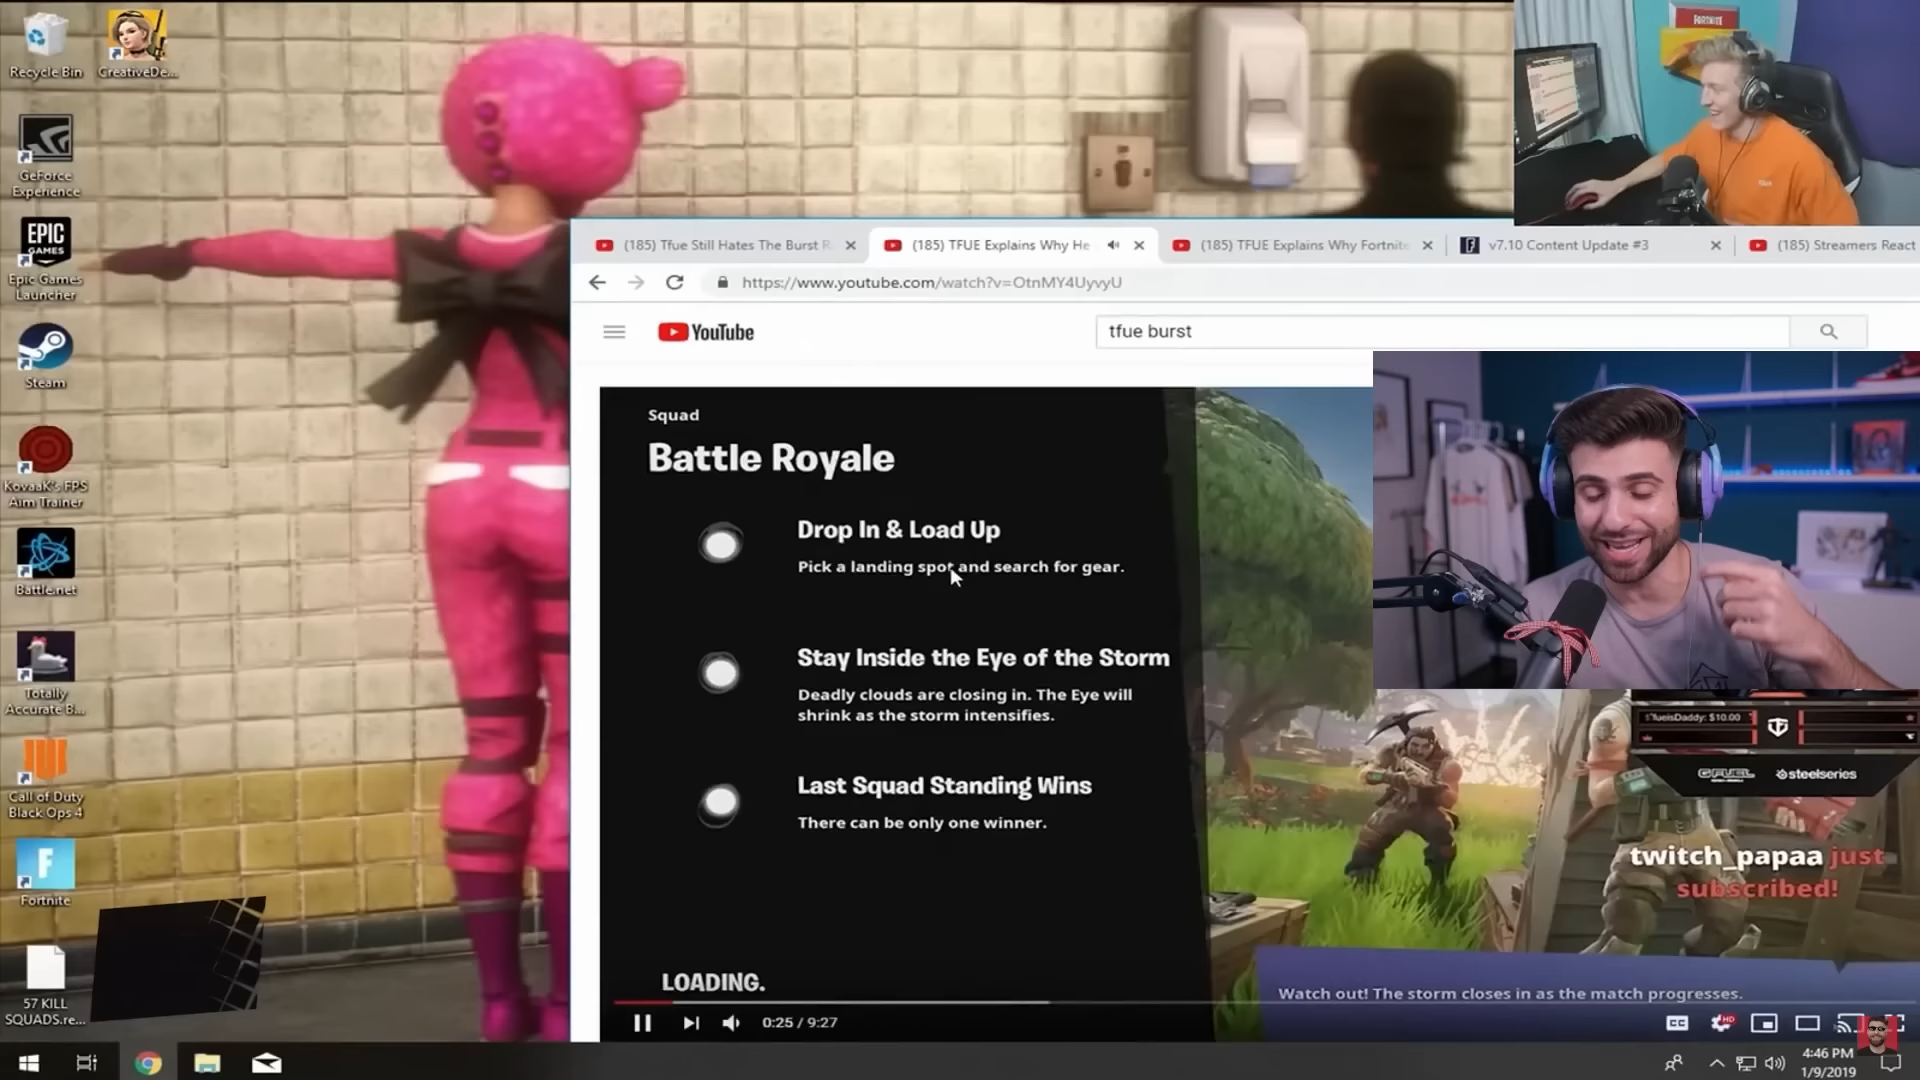 Recycle Bin
CreativeDe...
GeForce
Experience
EPIC
GAMES
Epic Games
Launcher
Steam
KovaaK's FPS
Aim Trainer
Battle.net
Totally
Accurate B...
Call of Duty
Black Ops 4
F
Fortnite
57 KILL
SQUADS.re...
FORTNITE
(185) Tfue Still Hates The Burst R
(185) TFUE Explains Why He
(185) TFUE Explains Why Fortnite
v7.10 Content Update #3
(185) Streamers React
https://www.youtube.com/watch?v=OtnMY4UyvyU
YouTube
tfue burst
Squad
Battle Royale
Drop In & Load Up
Pick a landing spot and search for gear.
Stay Inside the Eye of the Storm
Deadly clouds are closing in. The Eye will
shrink as the storm intensifies.
Last Squad Standing Wins
There can be only one winner.
LOADING.
TfueisDaddy: $10.00
GFUEL
steelseries
twitch_papaa just
subscribed!
Watch out! The storm closes in as the match progresses.
0:25 / 9:27
CC
HD
4:46 PM
1/9/2019